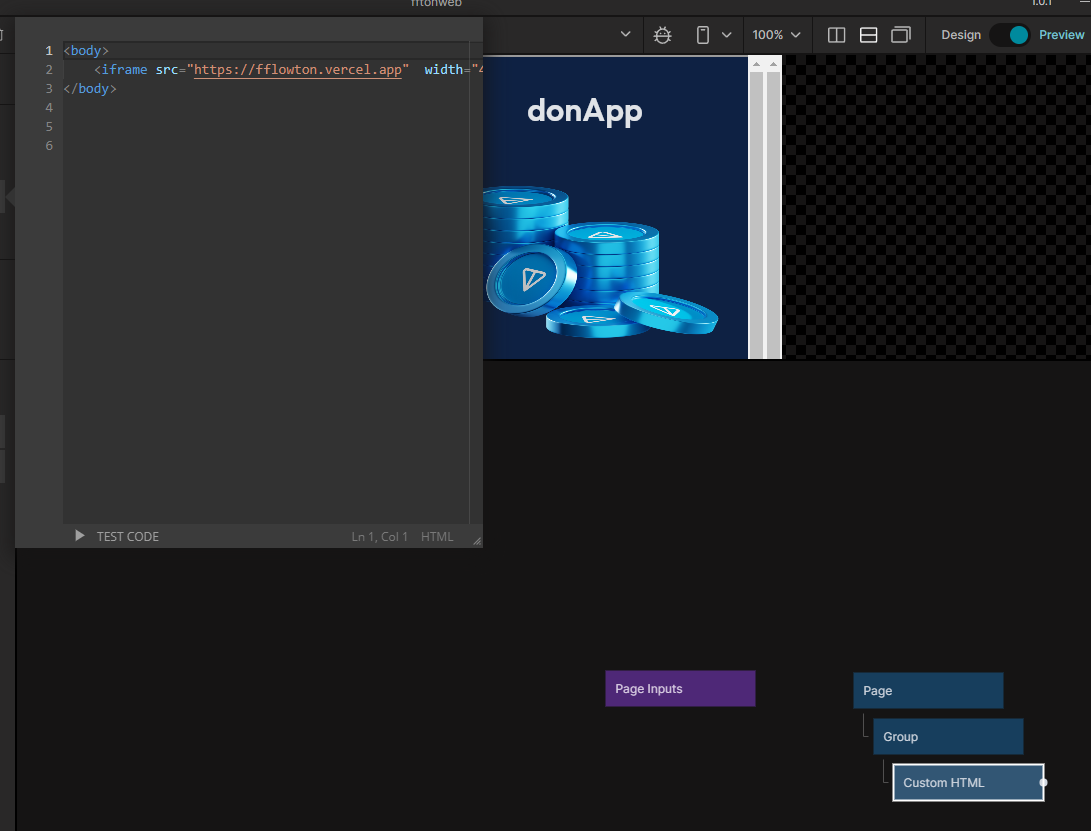 fftonweb
1.0.1
100%
Design
Preview
1 <body>
2 <iframe src="https://fflowton.vercel.app" width="4
3 </body>
4
5
6
donApp
TEST CODE
Ln 1, Col 1
HTML
Page Inputs
Page
Group
Custom HTML